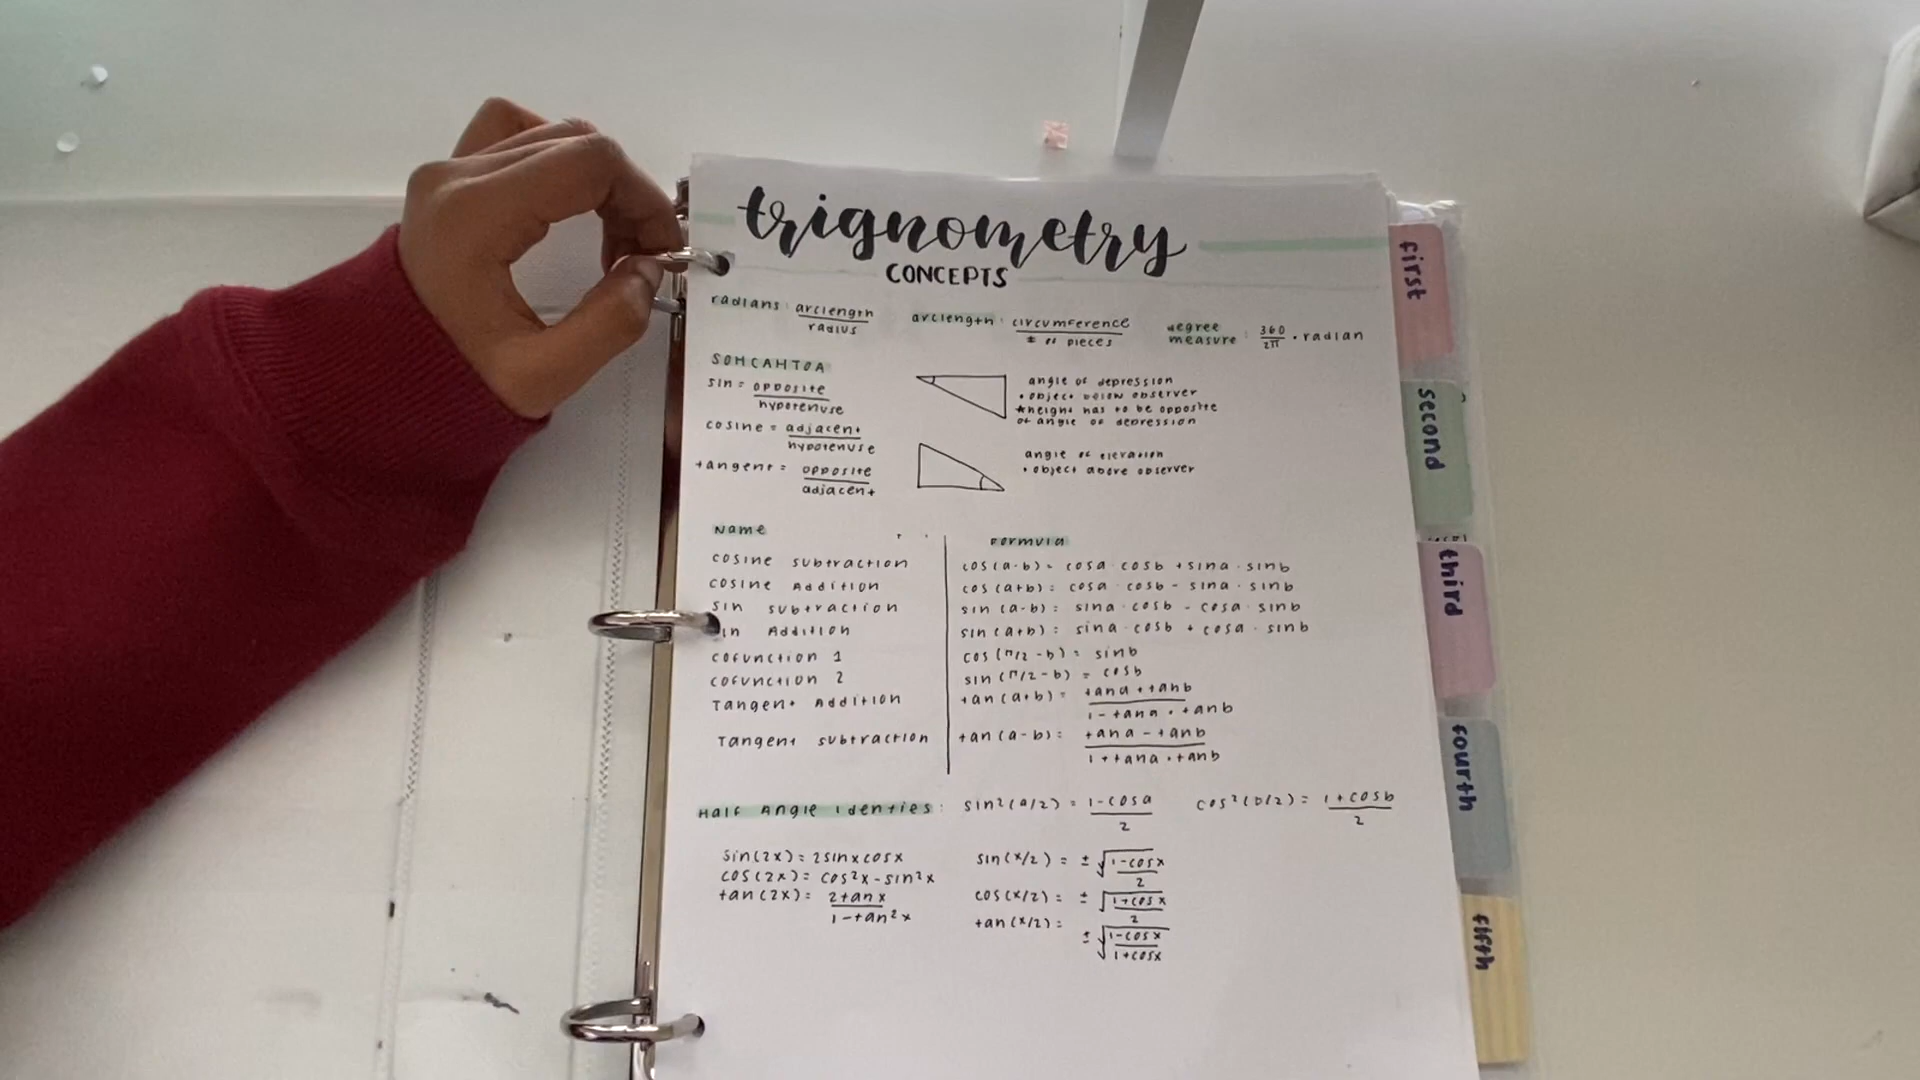 trignometry
CONCEPTS
radians: arclength / radius
arclength: circumference / # of pieces
degree measure: 360/2π · radian
SOHCAHTOA
sin = opposite / hypotenuse
cosine = adjacent / hypotenuse
tangent = opposite / adjacent
angle of depression
• object below observer
*height has to be opposite
of angle of depression
angle of elevation
• object above observer
Name | Formula
cosine subtraction | cos(a-b) = cosa · cosb + sina · sinb
cosine Addition | cos(a+b) = cosa · cosb - sina · sinb
sin subtraction | sin(a-b) = sina · cosb - cosa · sinb
sin Addition | sin(a+b) = sina · cosb + cosa · sinb
cofunction 1 | cos(π/2 - b) = sinb
cofunction 2 | sin(π/2 - b) = cosb
Tangent Addition | tan(a+b) = tana + tanb / 1 - tana · tanb
Tangent subtraction | tan(a-b) = tana - tanb / 1 + tana · tanb
Half Angle Identies: sin²(a/2) = 1-cosa / 2 cos²(b/2) = 1+cosb / 2
sin(2x) = 2sinxcosx
cos(2x) = cos²x - sin²x
tan(2x) = 2tanx / 1-tan²x
sin(x/2) = ± √1-cosx / 2
cos(x/2) = ± √1+cosx / 2
tan(x/2) = ± √1-cosx / 1+cosx
first
second
third
fourth
fifth